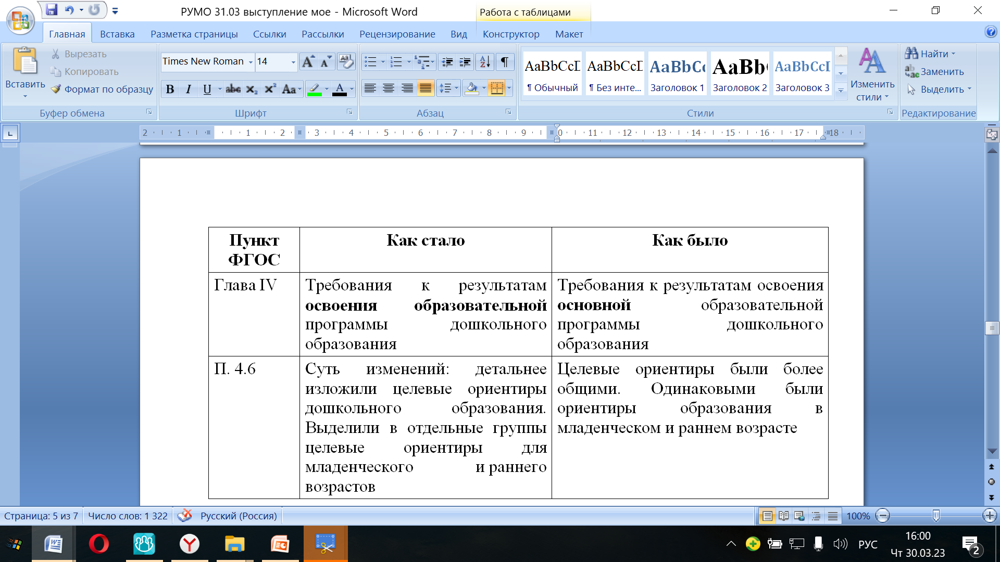 РУМО 31.03 выступление мое - Microsoft Word
Работа с таблицами
Главная
Вставка
Разметка страницы
Ссылки
Рассылки
Рецензирование
Вид
Конструктор
Макет
Вставить
Вырезать
Копировать
Формат по образцу
Буфер обмена
Times New Roman
14
Шрифт
Абзац
AaBbCcI
¶ Обычный
AaBbCcI
¶ Без инте...
AaBbCc
Заголовок 1
AaBb
Заголовок 2
AaBbCcI
Заголовок 3
Стили
Изменить
стили
Найти
Заменить
Выделить
Редактирование
2 1 1 2 3 4 5 6 7 8 9 0 11 12 13 14 15 16 17 18
Пункт
ФГОС
Как стало
Как было
Глава IV
Требования к результатам
освоения образовательной
программы дошкольного
образования
Требования к результатам освоения
основной образовательной
программы дошкольного
образования
П. 4.6
Суть изменений: детальнее
изложили целевые ориентиры
дошкольного образования.
Выделили в отдельные группы
целевые ориентиры для
младенческого и раннего
возрастов
Целевые ориентиры были более
общими. Одинаковыми были
ориентиры образования в
младенческом и раннем возрасте
Страница: 5 из 7
Число слов: 1 322
Русский (Россия)
100%
РУС
16:00
Чт 30.03.23
2